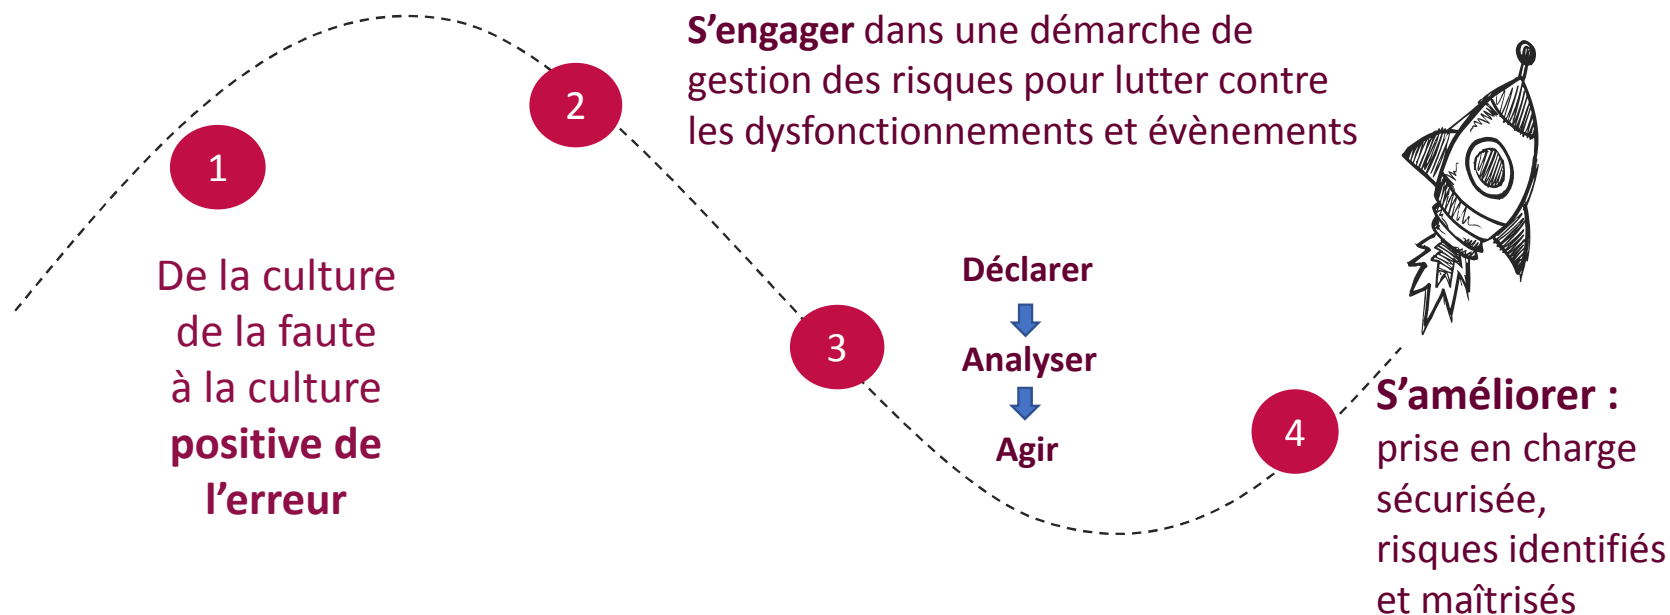 1
De la culture
de la faute
à la culture
positive de
l’erreur
2
S’engager dans une démarche de
gestion des risques pour lutter contre
les dysfonctionnements et évènements
3
Déclarer
Analyser
Agir
4
S’améliorer :
prise en charge
sécurisée,
risques identifiés
et maîtrisés